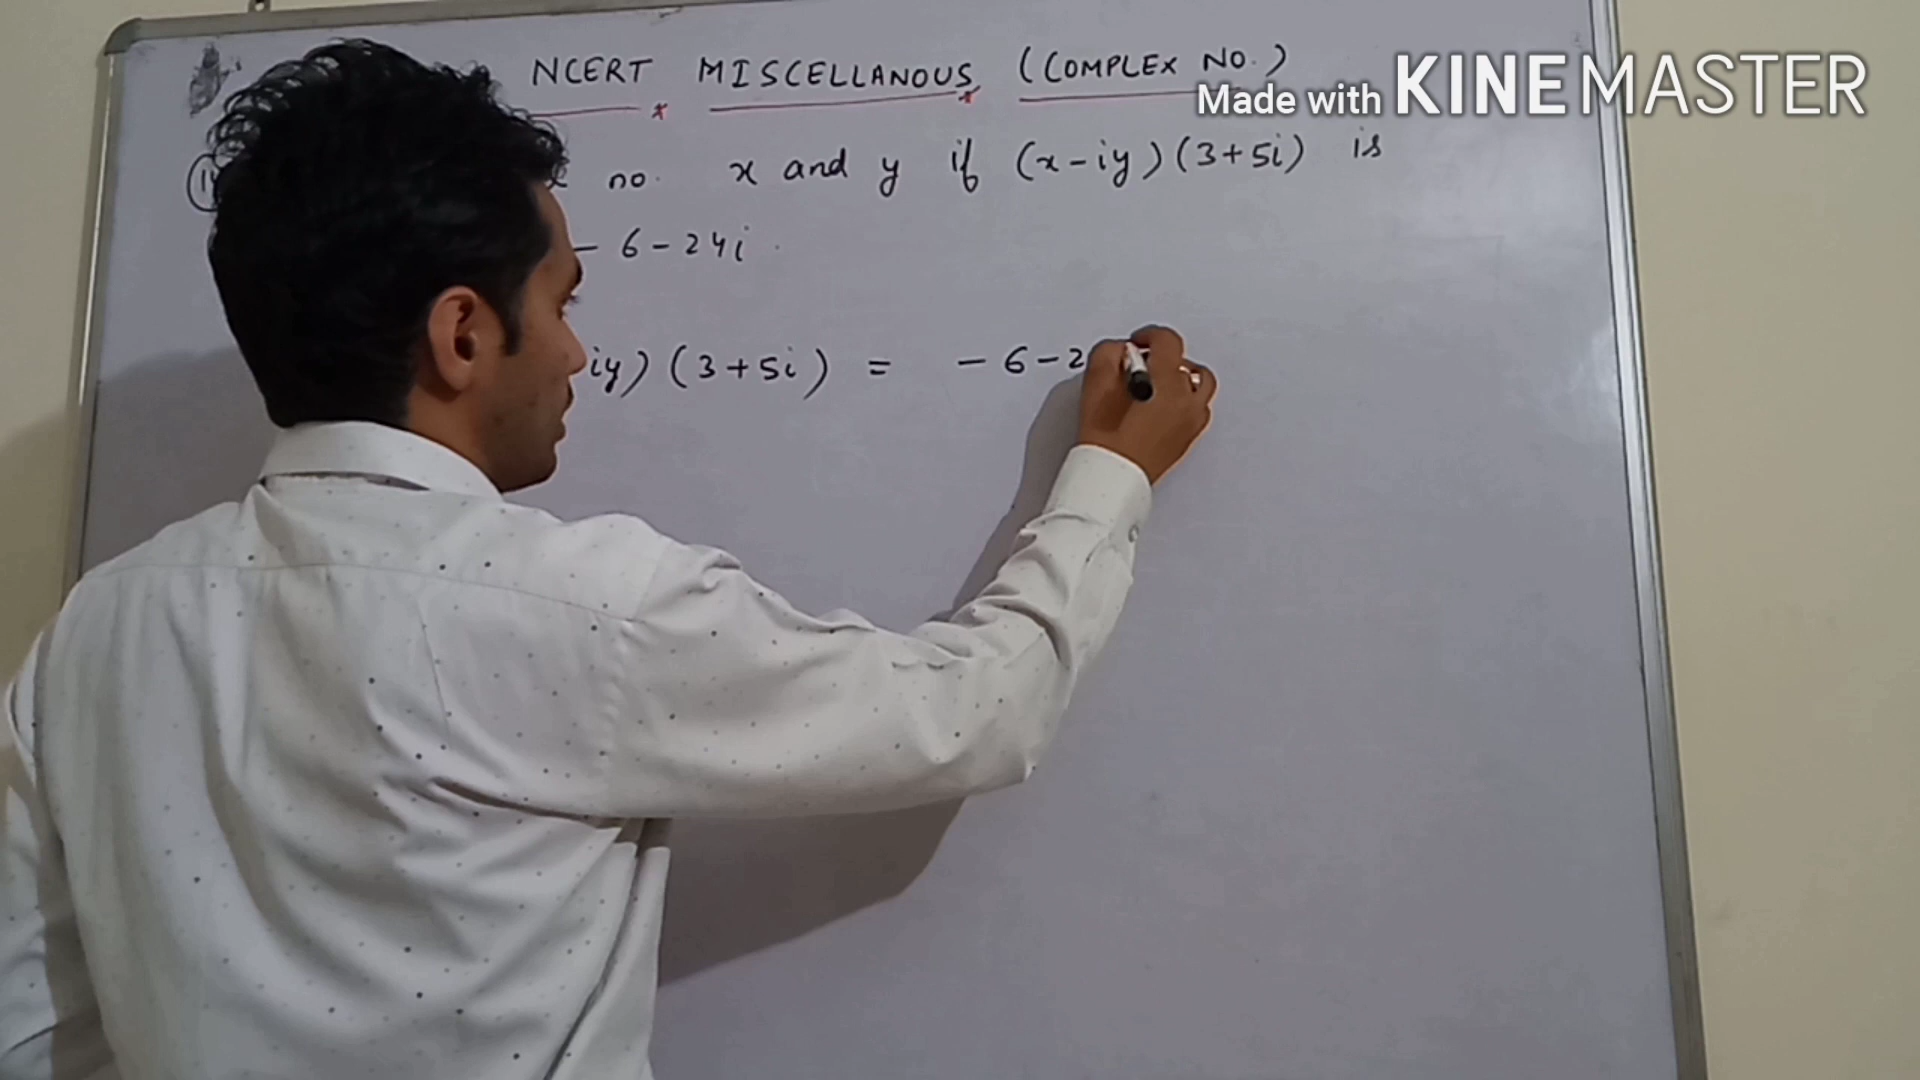 NCERT MISCELLANOUS (COMPLEX NO.)
Made with KINEMASTER
no. x and y if (x-iy)(3+5i) is
- 6-24i.
iy) (3+5i) = -6-2